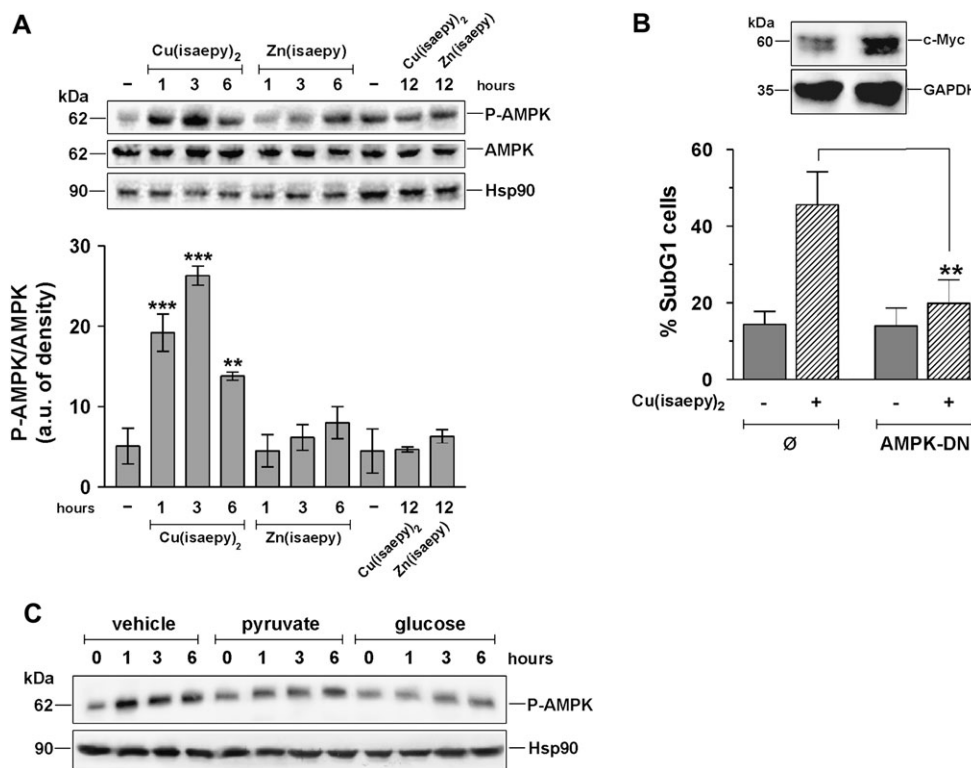 A
Cu(isaepy)₂ Zn(isaepy) Cu(isaepy)₂ Zn(isaepy)
– 1 3 6 1 3 6 – 12 12 hours
kDa
62 P-AMPK
62 AMPK
90 Hsp90
P-AMPK/AMPK
(a.u. of density)
30
20
10
0
*** *** **
hours – 1 3 6 1 3 6 – 12 12
Cu(isaepy)₂ Zn(isaepy) Cu(isaepy)₂ Zn(isaepy)
B
kDa
60 c-Myc
35 GAPDH
% SubG1 cells
60
40
20
0
**
Cu(isaepy)₂ - + - +
Ø AMPK-DN
C
vehicle pyruvate glucose
0 1 3 6 0 1 3 6 0 1 3 6 hours
kDa
62 P-AMPK
90 Hsp90